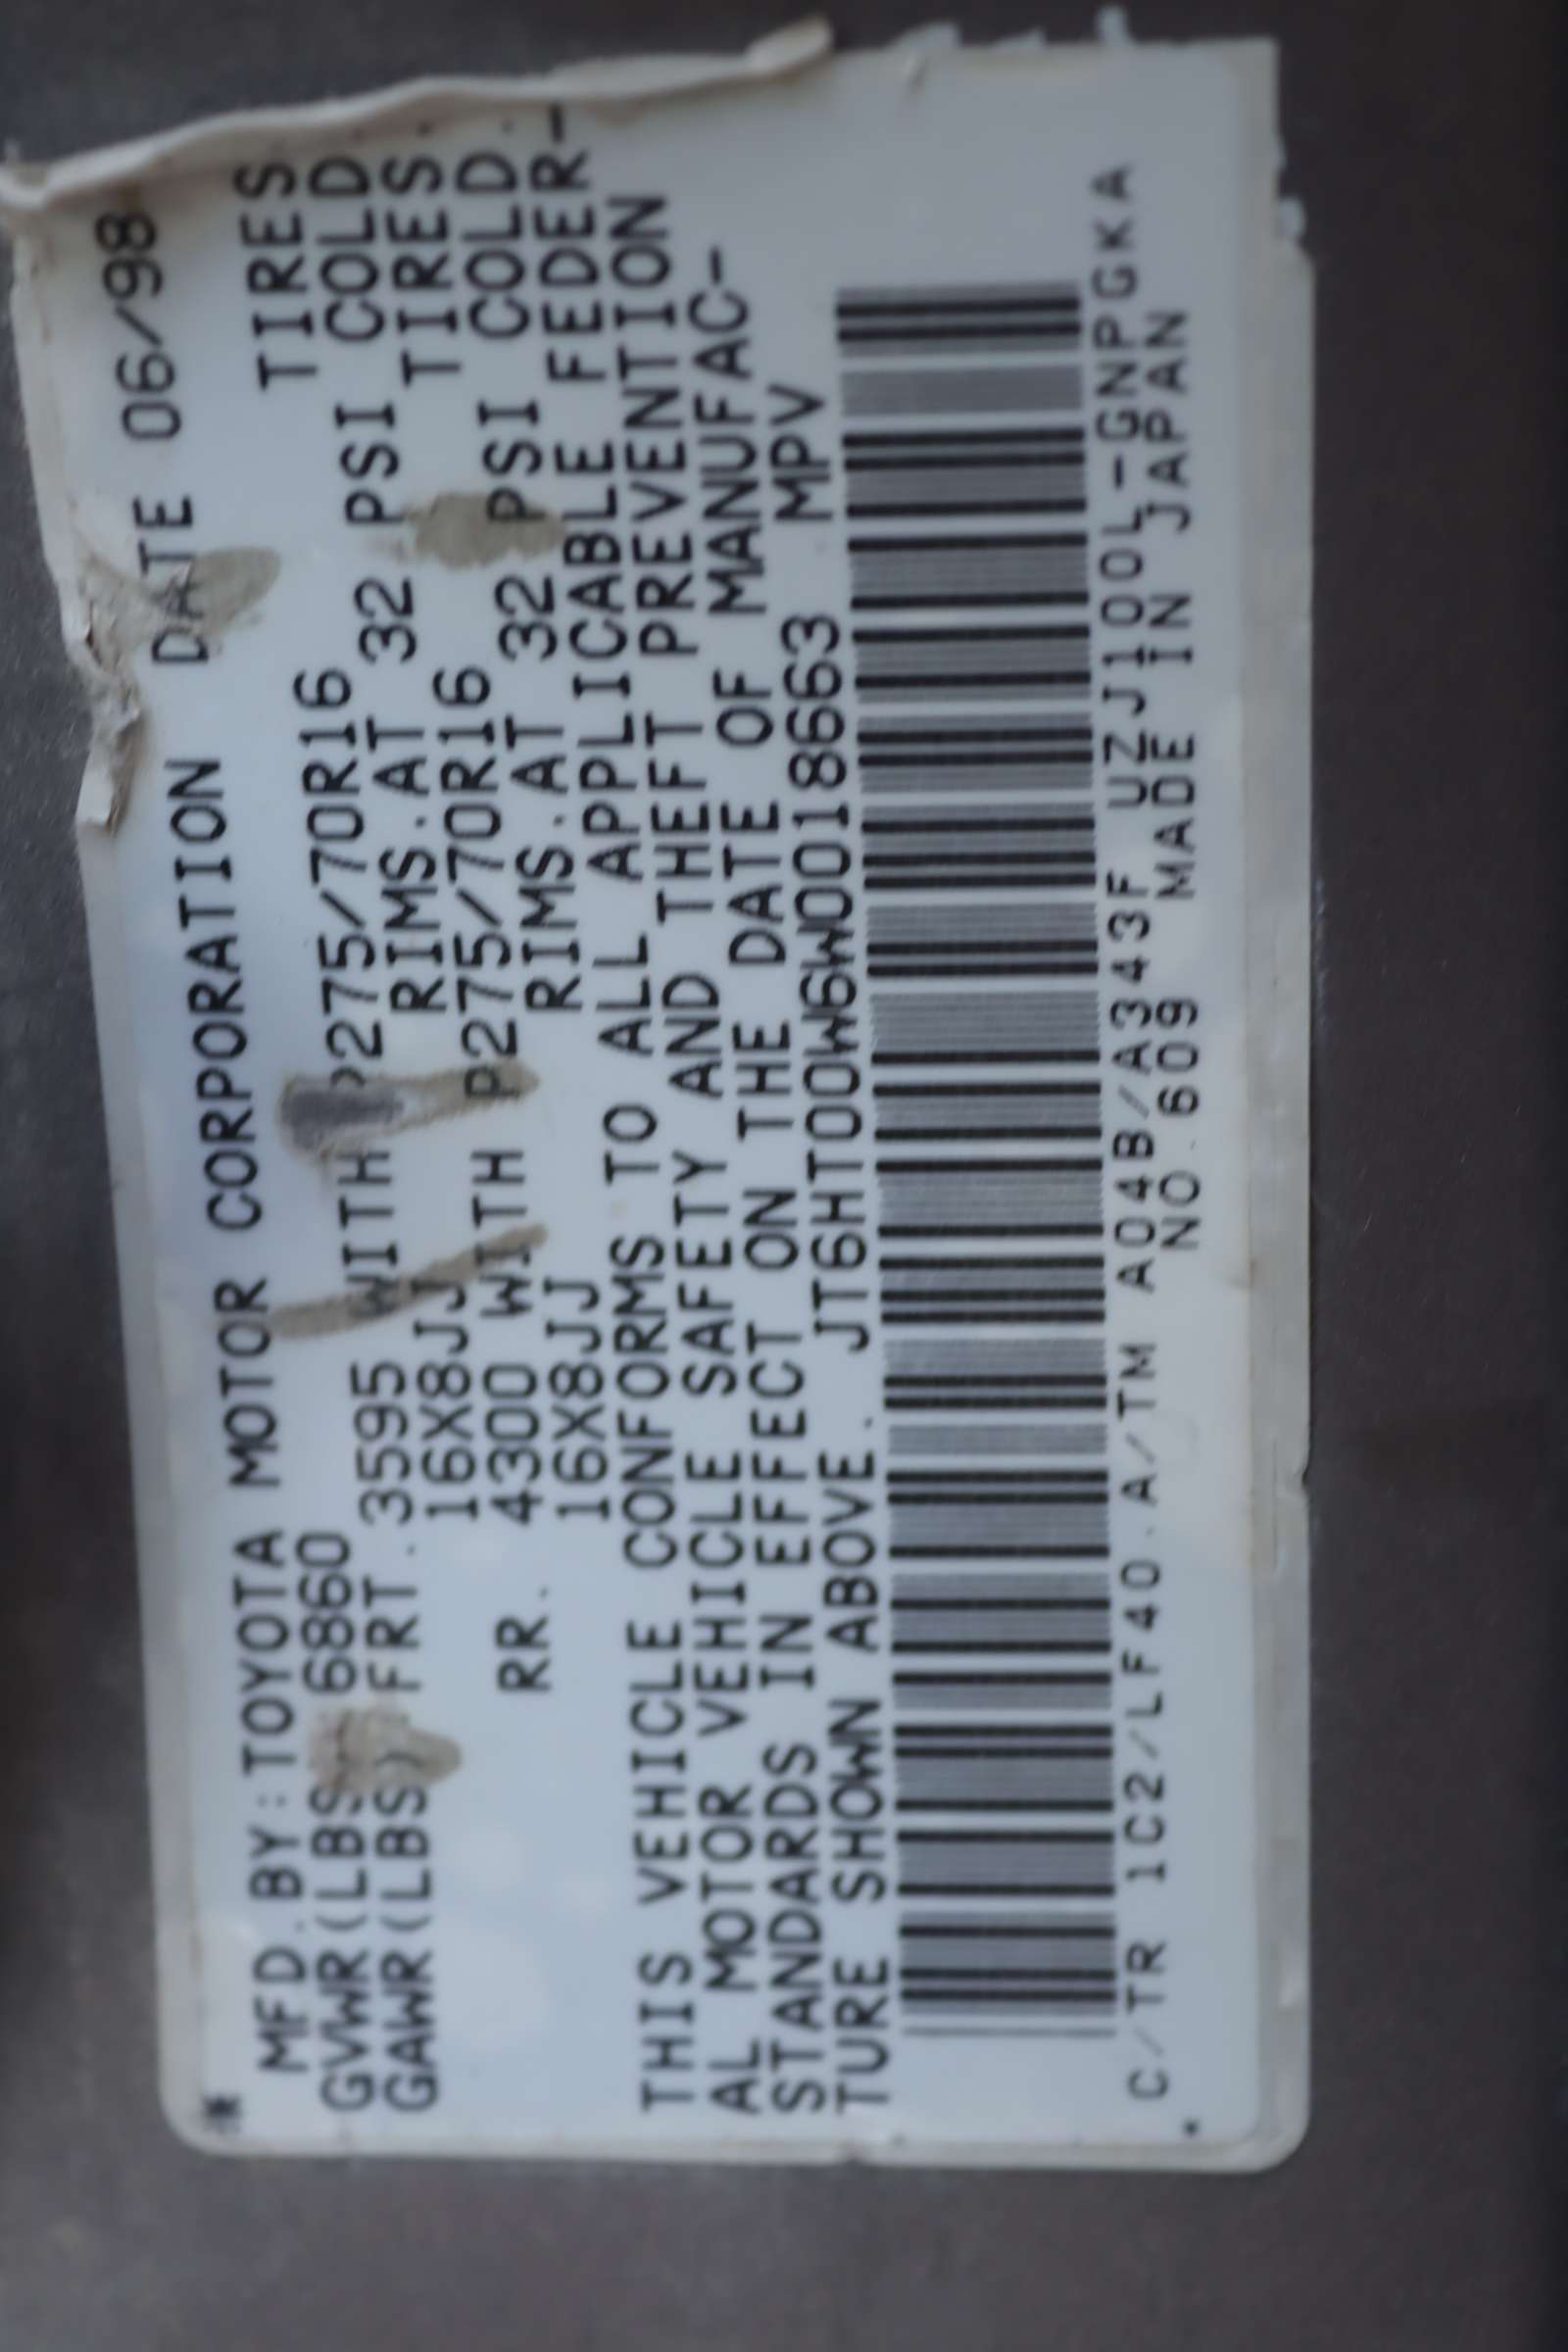 MFD.BY:TOYOTA MOTOR CORPORATION DATE 06/98
GVWR(LBS) 6860
GAWR(LBS) FRT. 3595 WITH P275/70R16 TIRES
16X8JJ RIMS.AT 32 PSI COLD.
RR. 4300 WITH P275/70R16 TIRES.
16X8JJ RIMS.AT 32 PSI COLD.
THIS VEHICLE CONFORMS TO ALL APPLICABLE FEDER-
AL MOTOR VEHICLE SAFETY AND THEFT PREVENTION
STANDARDS IN EFFECT ON THE DATE OF MANUFAC-
TURE SHOWN ABOVE. JT6HT00W6W0018663 MPV
C/TR 1C2/LF40.A/TM A04B/A343F UZJ100L-GNPGKA
NO.609 MADE IN JAPAN